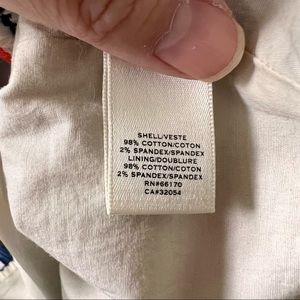 SHELL/VESTE
98% COTTON/COTON
2% SPANDEX/SPANDEX
LINING/DOUBLURE
98% COTTON/COTON
2% SPANDEX/SPANDEX
RN#66170
CA#32054